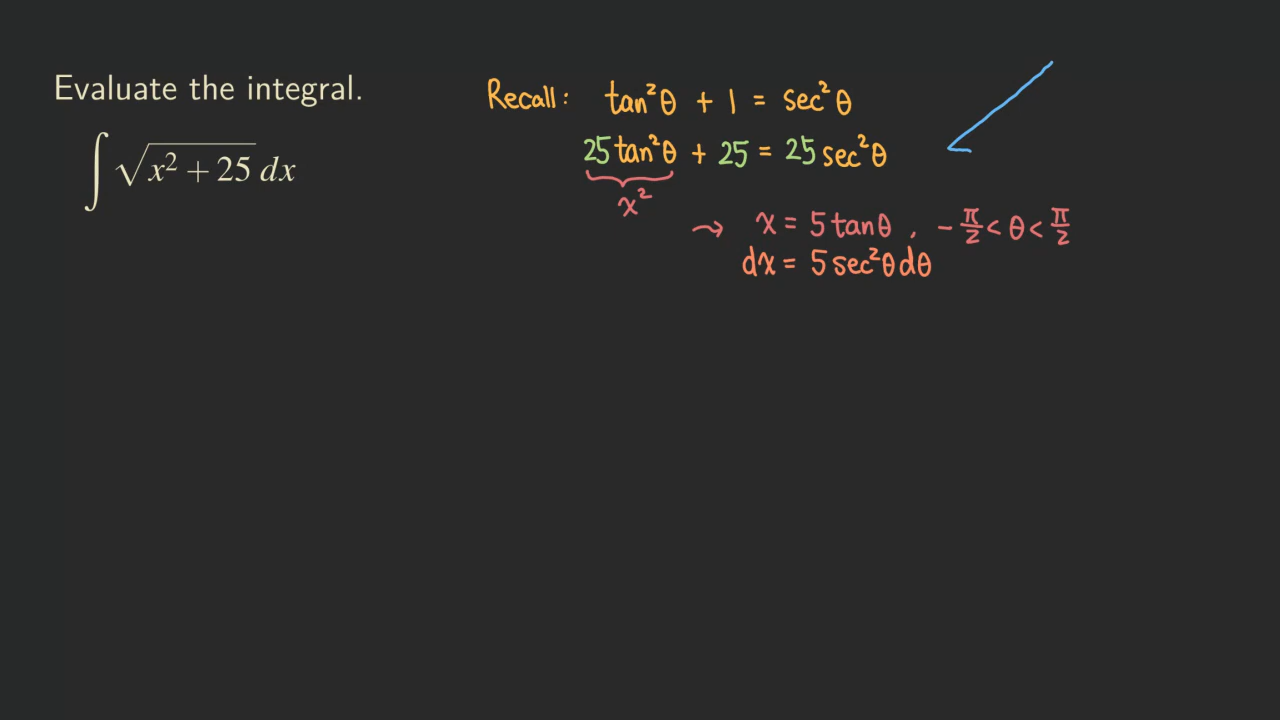 Evaluate the integral.
∫ √(x² + 25) dx
Recall: tan²θ + 1 = sec²θ
25 tan²θ + 25 = 25 sec²θ
x²
→ x = 5 tanθ , -π/2 < θ < π/2
dx = 5 sec²θ dθ